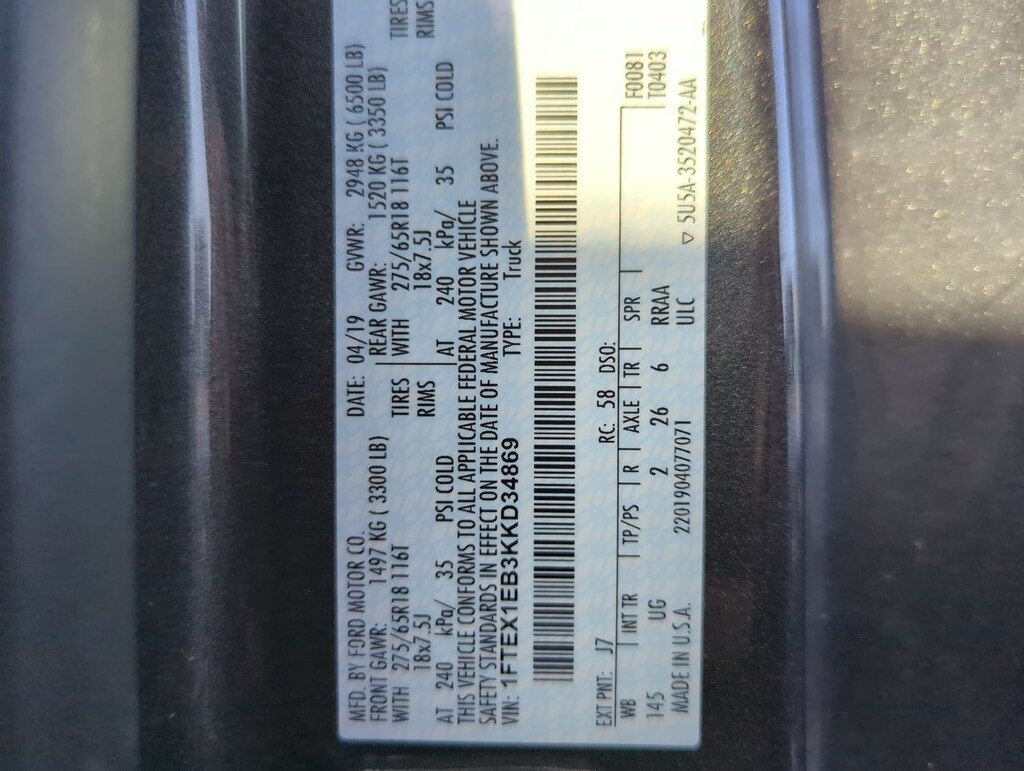 MFD. BY FORD MOTOR CO. DATE: 04/19 GVWR: 2948 KG ( 6500 LB)
FRONT GAWR: 1497 KG ( 3300 LB) REAR GAWR: 1520 KG ( 3350 LB)
WITH 275/65R18 116T TIRES WITH 275/65R18 116T TIRES
18x7.5J RIMS 18x7.5J RIMS
AT 240 kPa/ 35 PSI COLD AT 240 kPa/ 35 PSI COLD
THIS VEHICLE CONFORMS TO ALL APPLICABLE FEDERAL MOTOR VEHICLE
SAFETY STANDARDS IN EFFECT ON THE DATE OF MANUFACTURE SHOWN ABOVE.
VIN: 1FTEX1EB3KKD34869 TYPE: Truck
EXT PNT: J7 RC: 58 DSO:
WB | INT TR | TP/PS | R | AXLE | TR | SPR | F0081
145 UG 2 26 6 RRAA T0403
MADE IN U.S.A. 220190407707​1 ULC ▽ 5U5A-3520472-AA